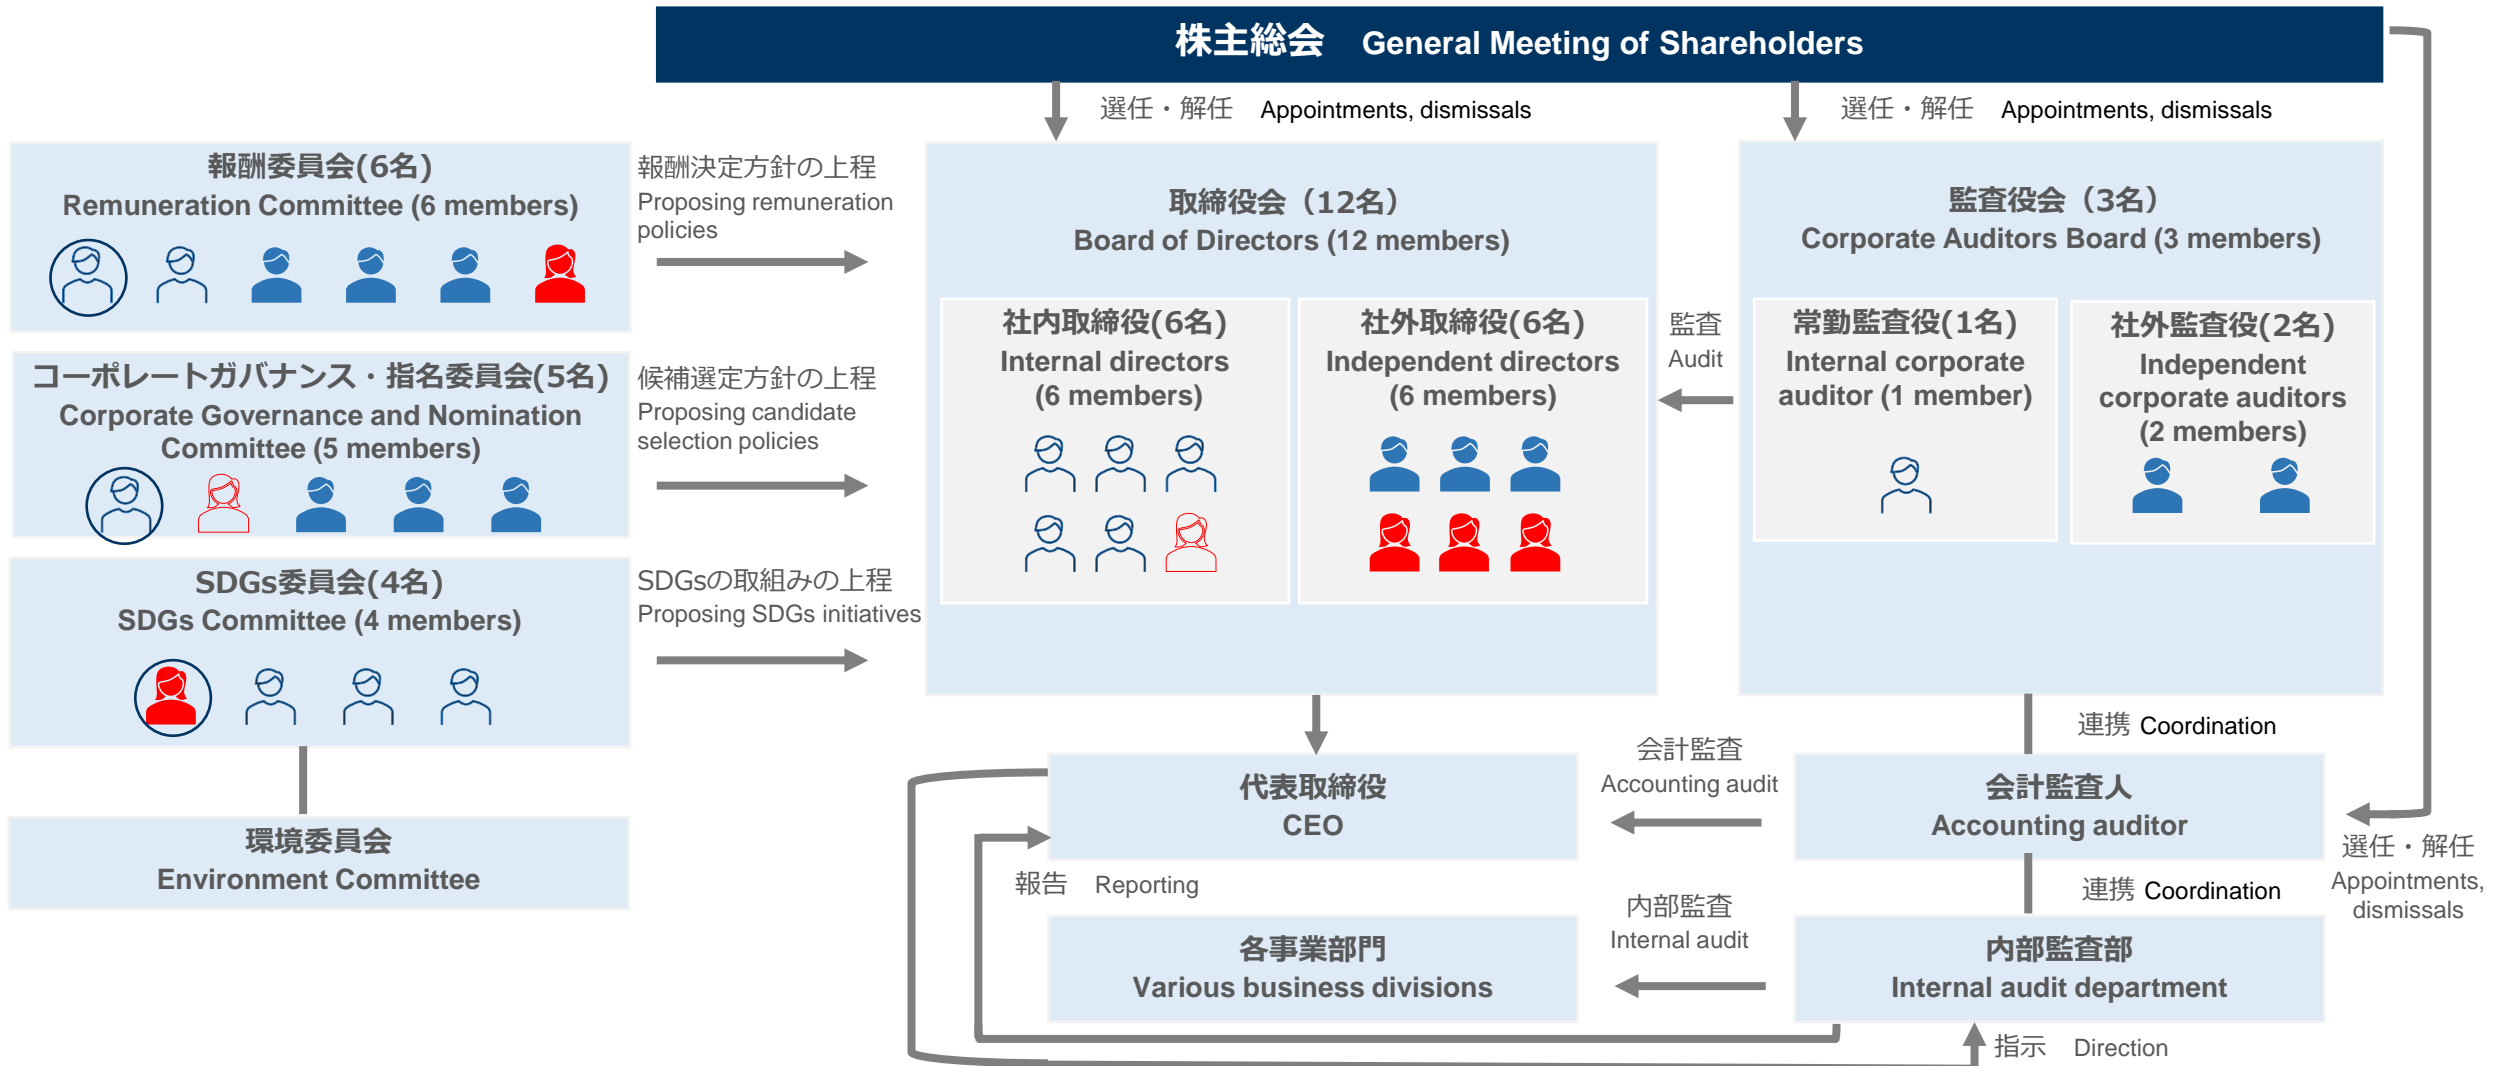 株主総会 General Meeting of Shareholders
選任・解任 Appointments, dismissals
選任・解任 Appointments, dismissals
報酬委員会(6名)
Remuneration Committee (6 members)
報酬決定方針の上程
Proposing remuneration
policies
取締役会（12名）
Board of Directors (12 members)
監査役会（3名）
Corporate Auditors Board (3 members)
社内取締役(6名)
Internal directors
(6 members)
社外取締役(6名)
Independent directors
(6 members)
監査
Audit
常勤監査役(1名)
Internal corporate
auditor (1 member)
社外監査役(2名)
Independent
corporate auditors
(2 members)
コーポレートガバナンス・指名委員会(5名)
Corporate Governance and Nomination
Committee (5 members)
候補選定方針の上程
Proposing candidate
selection policies
SDGs委員会(4名)
SDGs Committee (4 members)
SDGsの取組みの上程
Proposing SDGs initiatives
環境委員会
Environment Committee
連携 Coordination
代表取締役
CEO
会計監査
Accounting audit
会計監査人
Accounting auditor
選任・解任
Appointments,
dismissals
報告 Reporting
連携 Coordination
各事業部門
Various business divisions
内部監査
Internal audit
内部監査部
Internal audit department
指示 Direction